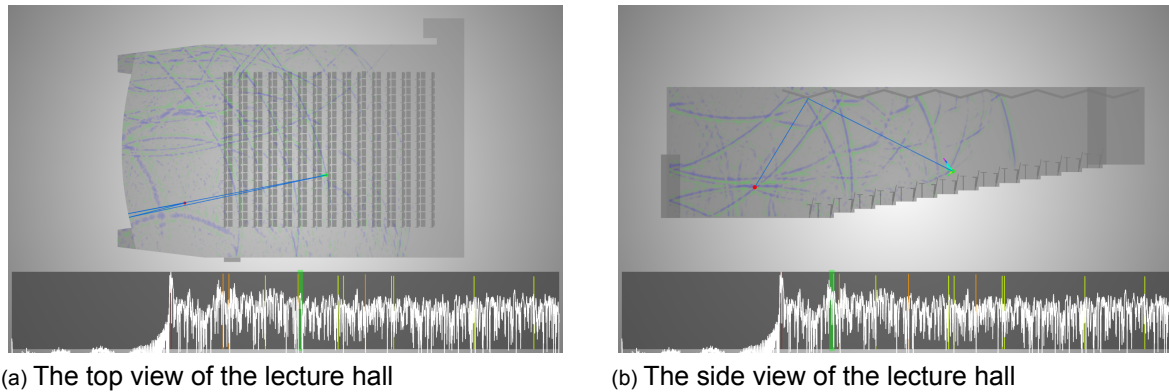 (a) The top view of the lecture hall
(b) The side view of the lecture hall